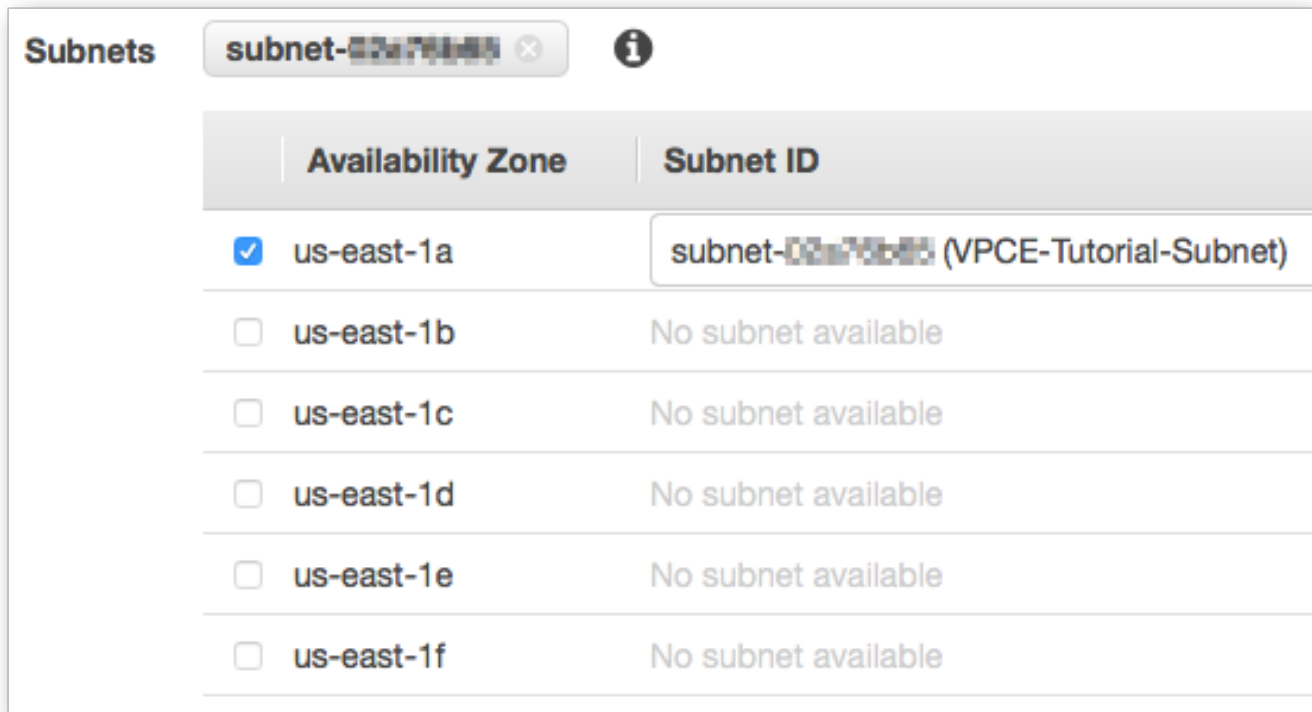 Subnets subnet-
Availability Zone Subnet ID
us-east-1a subnet- (VPCE-Tutorial-Subnet)
us-east-1b No subnet available
us-east-1c No subnet available
us-east-1d No subnet available
us-east-1e No subnet available
us-east-1f No subnet available